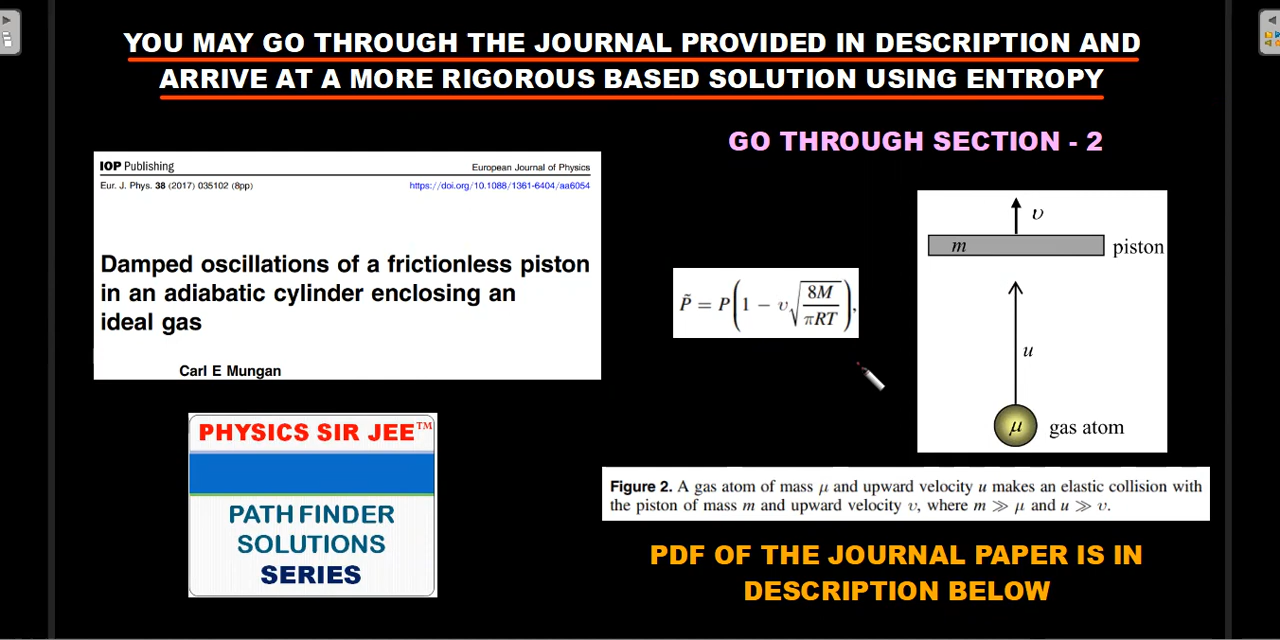 YOU MAY GO THROUGH THE JOURNAL PROVIDED IN DESCRIPTION AND
ARRIVE AT A MORE RIGOROUS BASED SOLUTION USING ENTROPY
GO THROUGH SECTION - 2
IOP Publishing
European Journal of Physics
Eur. J. Phys. 38 (2017) 035102 (8pp)
https://doi.org/10.1088/1361-6404/aa6054
Damped oscillations of a frictionless piston
in an adiabatic cylinder enclosing an
ideal gas
Carl E Mungan
P̃ = P(1 − υ√(8M/πRT)),
υ
m
piston
u
μ
gas atom
Figure 2. A gas atom of mass μ and upward velocity u makes an elastic collision with
the piston of mass m and upward velocity υ, where m ≫ μ and u ≫ υ.
PHYSICS SIR JEE™
PATH FINDER
SOLUTIONS
SERIES
PDF OF THE JOURNAL PAPER IS IN
DESCRIPTION BELOW